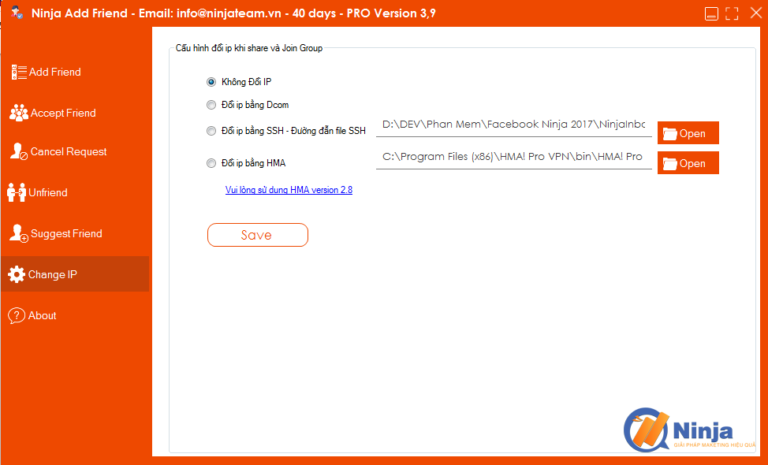 Ninja Add Friend - Email: info@ninjateam.vn - 40 days - PRO Version 3,9
Add Friend
Accept Friend
Cancel Request
Unfriend
Suggest Friend
Change IP
About
Cấu hình đổi ip khi share và Join Group
Không Đổi IP
Đổi ip bằng Dcom
Đổi ip bằng SSH - Đường đẫn file SSH
D:\DEV\Phan Mem\Facebook Ninja 2017\NinjaInbo
Open
Đổi ip bằng HMA
C:\Program Files (x86)\HMA! Pro VPN\bin\HMA! Pro
Open
Vui lòng sử dụng HMA version 2.8
Save
Ninja
GIẢI PHÁP MARKETING HIỆU QUẢ